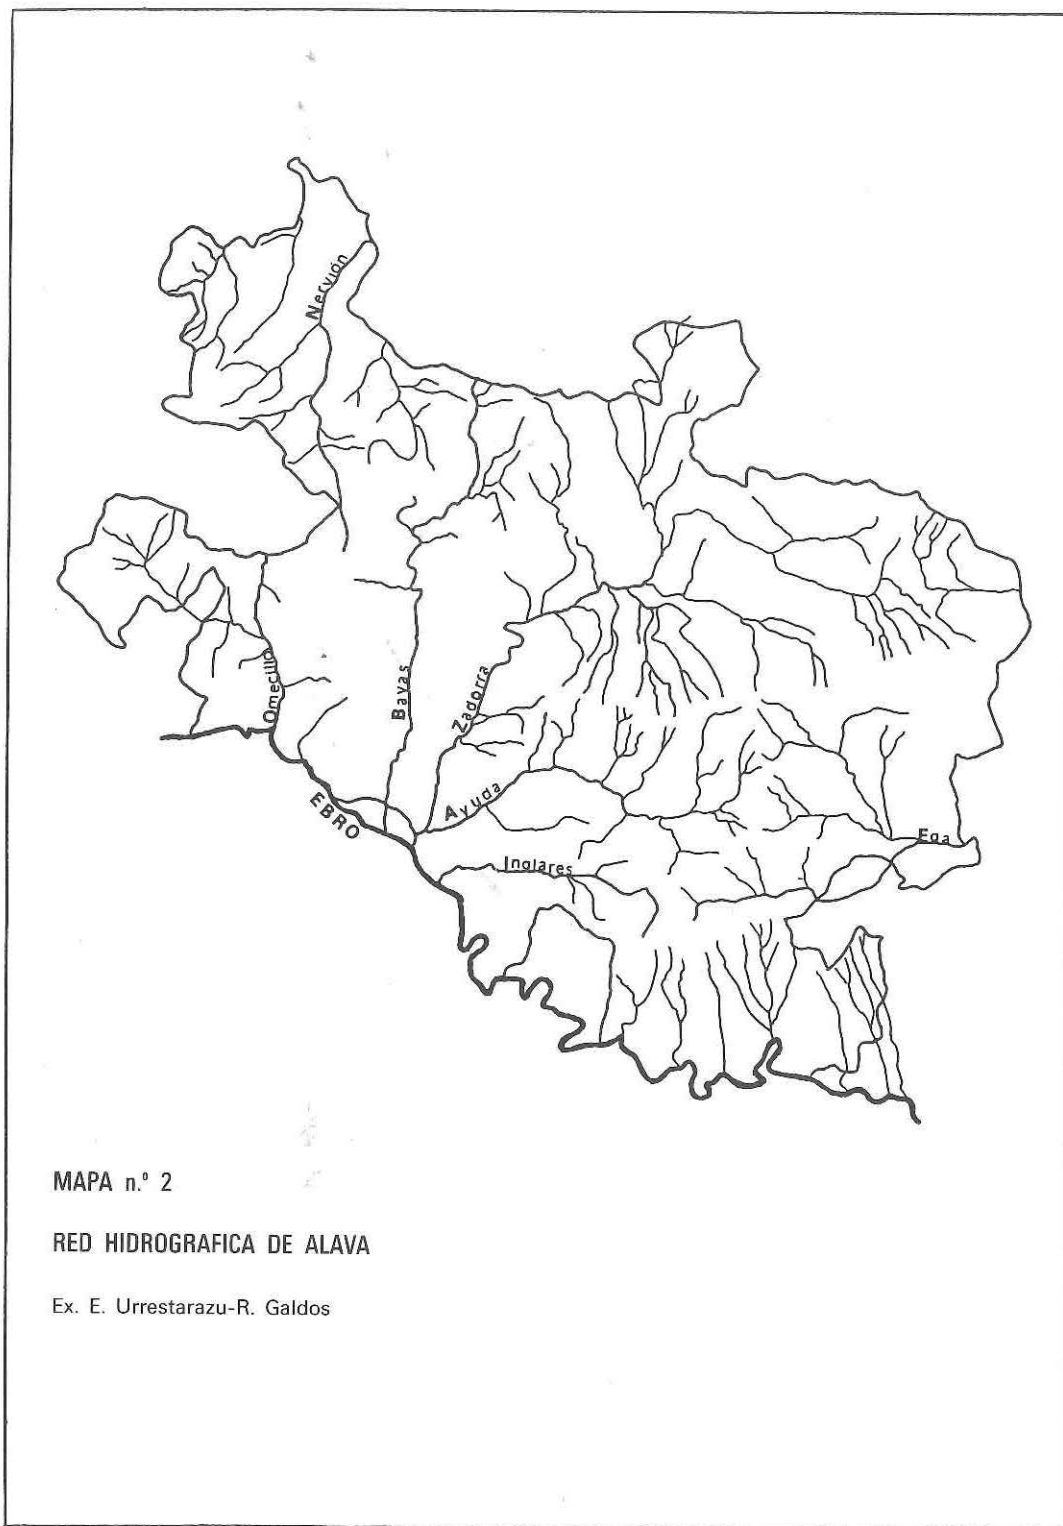 Nervión
Omecillo
Bayas
Zadorra
EBRO
Ayuda
Inglares
Ega
MAPA n.º 2
RED HIDROGRAFICA DE ALAVA
Ex. E. Urrestarazu-R. Galdos